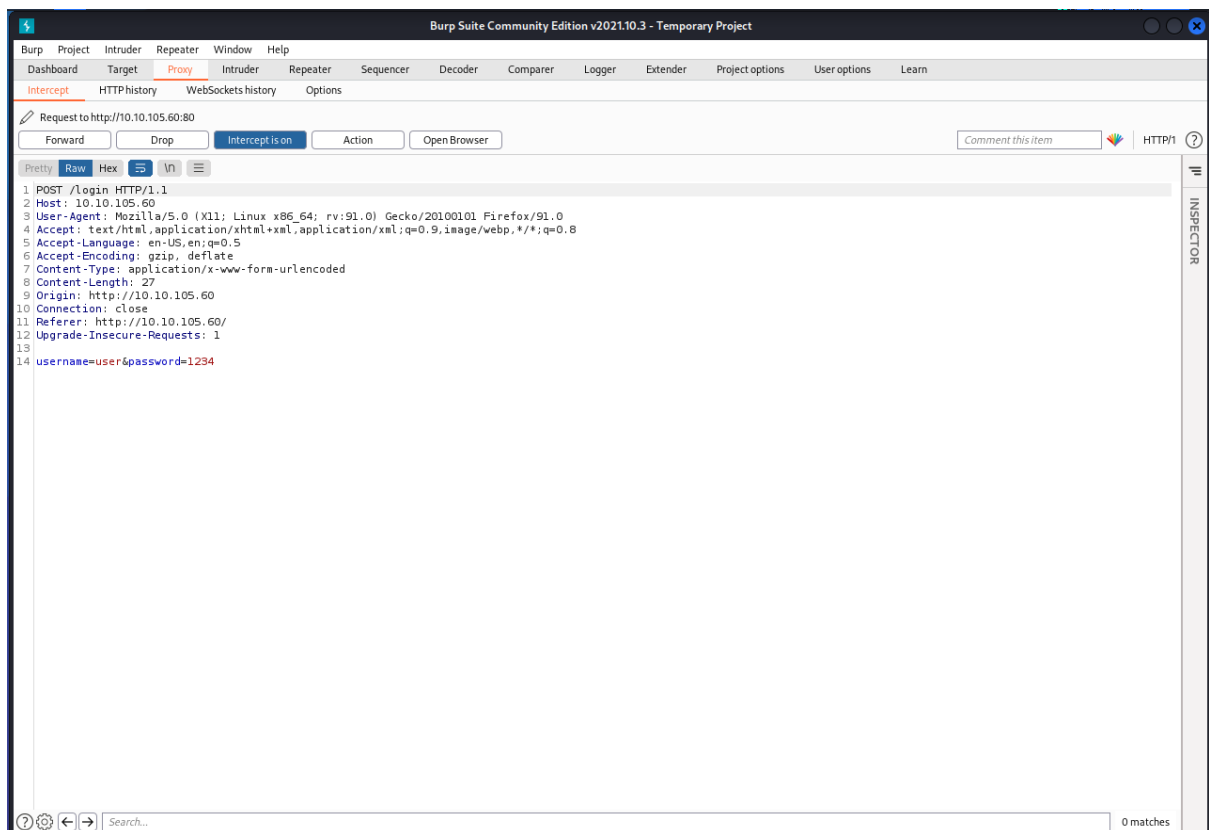 Burp Suite Community Edition v2021.10.3 - Temporary Project
Burp Project Intruder Repeater Window Help
Dashboard Target Proxy Intruder Repeater Sequencer Decoder Comparer Logger Extender Project options User options Learn
Intercept HTTP history WebSockets history Options
Request to http://10.10.105.60:80
Forward Drop Intercept is on Action Open Browser Comment this item HTTP/1 ?
Pretty Raw Hex \n
INSPECTOR
1 POST /login HTTP/1.1
2 Host: 10.10.105.60
3 User-Agent: Mozilla/5.0 (X11; Linux x86_64; rv:91.0) Gecko/20100101 Firefox/91.0
4 Accept: text/html,application/xhtml+xml,application/xml;q=0.9,image/webp,*/*;q=0.8
5 Accept-Language: en-US,en;q=0.5
6 Accept-Encoding: gzip, deflate
7 Content-Type: application/x-www-form-urlencoded
8 Content-Length: 27
9 Origin: http://10.10.105.60
10 Connection: close
11 Referer: http://10.10.105.60/
12 Upgrade-Insecure-Requests: 1
13
14 username=user&password=1234
? Search... 0 matches